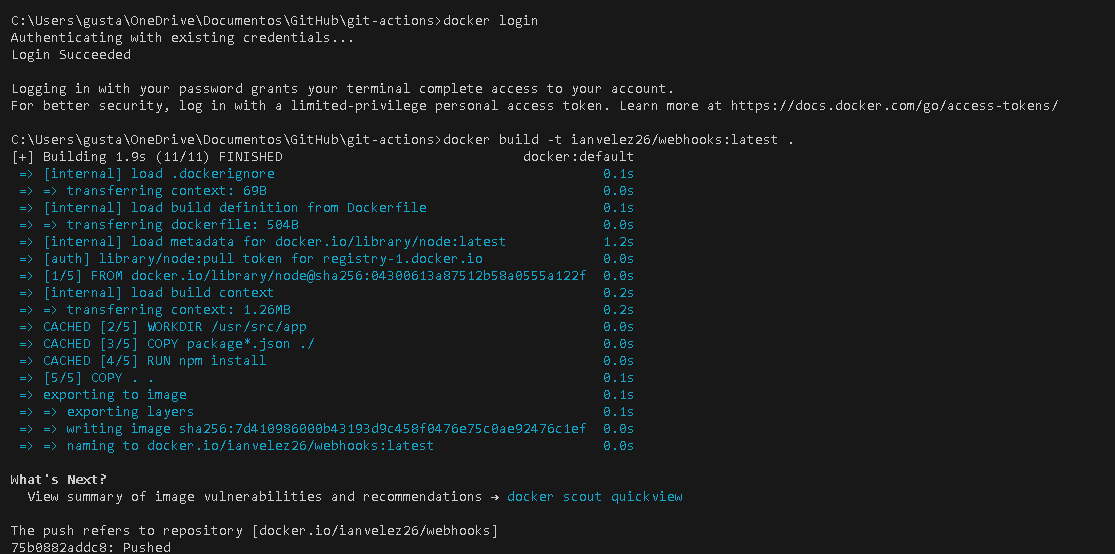 C:\Users\gusta\OneDrive\Documentos\GitHub\git-actions>docker login
Authenticating with existing credentials...
Login Succeeded
Logging in with your password grants your terminal complete access to your account.
For better security, log in with a limited-privilege personal access token. Learn more at https://docs.docker.com/go/access-tokens/
C:\Users\gusta\OneDrive\Documentos\GitHub\git-actions>docker build -t ianvelez26/webhooks:latest .
[+] Building 1.9s (11/11) FINISHED docker:default
=> [internal] load .dockerignore 0.1s
=> => transferring context: 69B 0.0s
=> [internal] load build definition from Dockerfile 0.1s
=> => transferring dockerfile: 504B 0.0s
=> [internal] load metadata for docker.io/library/node:latest 1.2s
=> [auth] library/node:pull token for registry-1.docker.io 0.0s
=> [1/5] FROM docker.io/library/node@sha256:04300613a87512b58a0555a122f 0.0s
=> [internal] load build context 0.2s
=> => transferring context: 1.26MB 0.2s
=> CACHED [2/5] WORKDIR /usr/src/app 0.0s
=> CACHED [3/5] COPY package*.json ./ 0.0s
=> CACHED [4/5] RUN npm install 0.0s
=> [5/5] COPY . . 0.1s
=> exporting to image 0.1s
=> => exporting layers 0.1s
=> => writing image sha256:7d410986000b43193d9c458f0476e75c0ae92476c1ef 0.0s
=> => naming to docker.io/ianvelez26/webhooks:latest 0.0s
What's Next?
View summary of image vulnerabilities and recommendations → docker scout quickview
The push refers to repository [docker.io/ianvelez26/webhooks]
75b0882addc8: Pushed